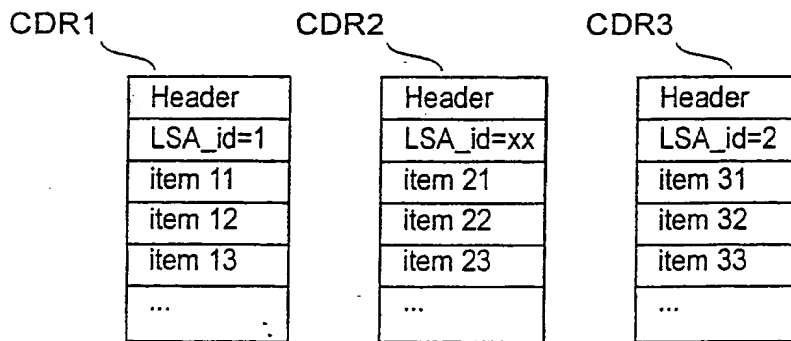 CDR1 CDR2 CDR3
Header Header Header
LSA_id=1 LSA_id=xx LSA_id=2
item 11 item 21 item 31
item 12 item 22 item 32
item 13 item 23 item 33
... ... ...